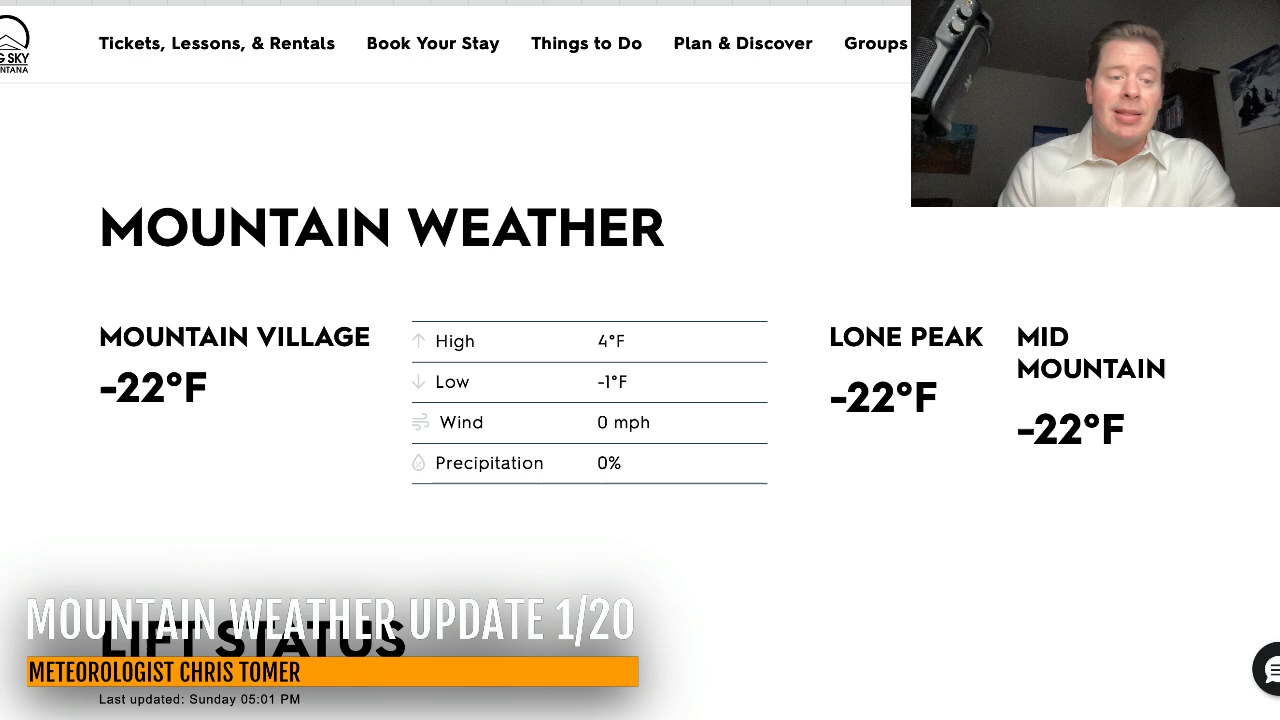 Tickets, Lessons, & Rentals
Book Your Stay
Things to Do
Plan & Discover
Groups
G SKY
NTANA
MOUNTAIN WEATHER
MOUNTAIN VILLAGE
-22°F
High 4°F
Low -1°F
Wind 0 mph
Precipitation 0%
LONE PEAK
-22°F
MID
MOUNTAIN
-22°F
MOUNTAIN WEATHER UPDATE 1/20
LIFT STATUS
METEOROLOGIST CHRIS TOMER
Last updated: Sunday 05:01 PM